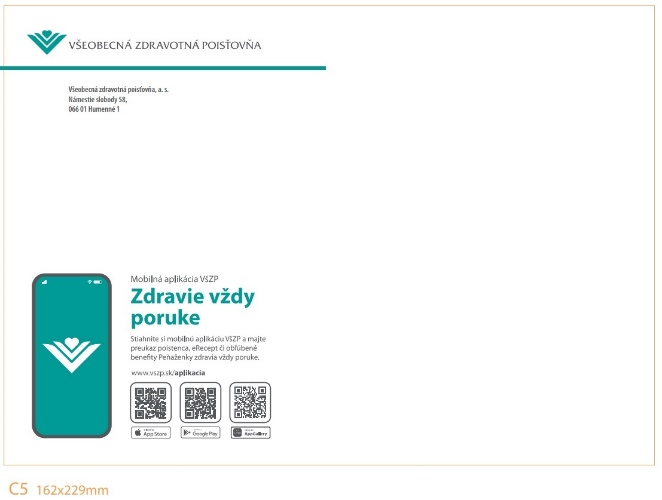 VŠEOBECNÁ ZDRAVOTNÁ POISŤOVŇA
Všeobecná zdravotná poisťovňa, a. s.
Námestie slobody 58,
066 01 Humenné 1
Mobilná aplikácia VšZP
Zdravie vždy
poruke
Stiahnite si mobilnú aplikáciu VšZP a majte
preukaz poistenca, eRecept či obľúbené
benefity Peňaženky zdravia vždy poruke.
www.vszp.sk/aplikacia
App Store
Google Play
AppGallery
C5 162x229mm